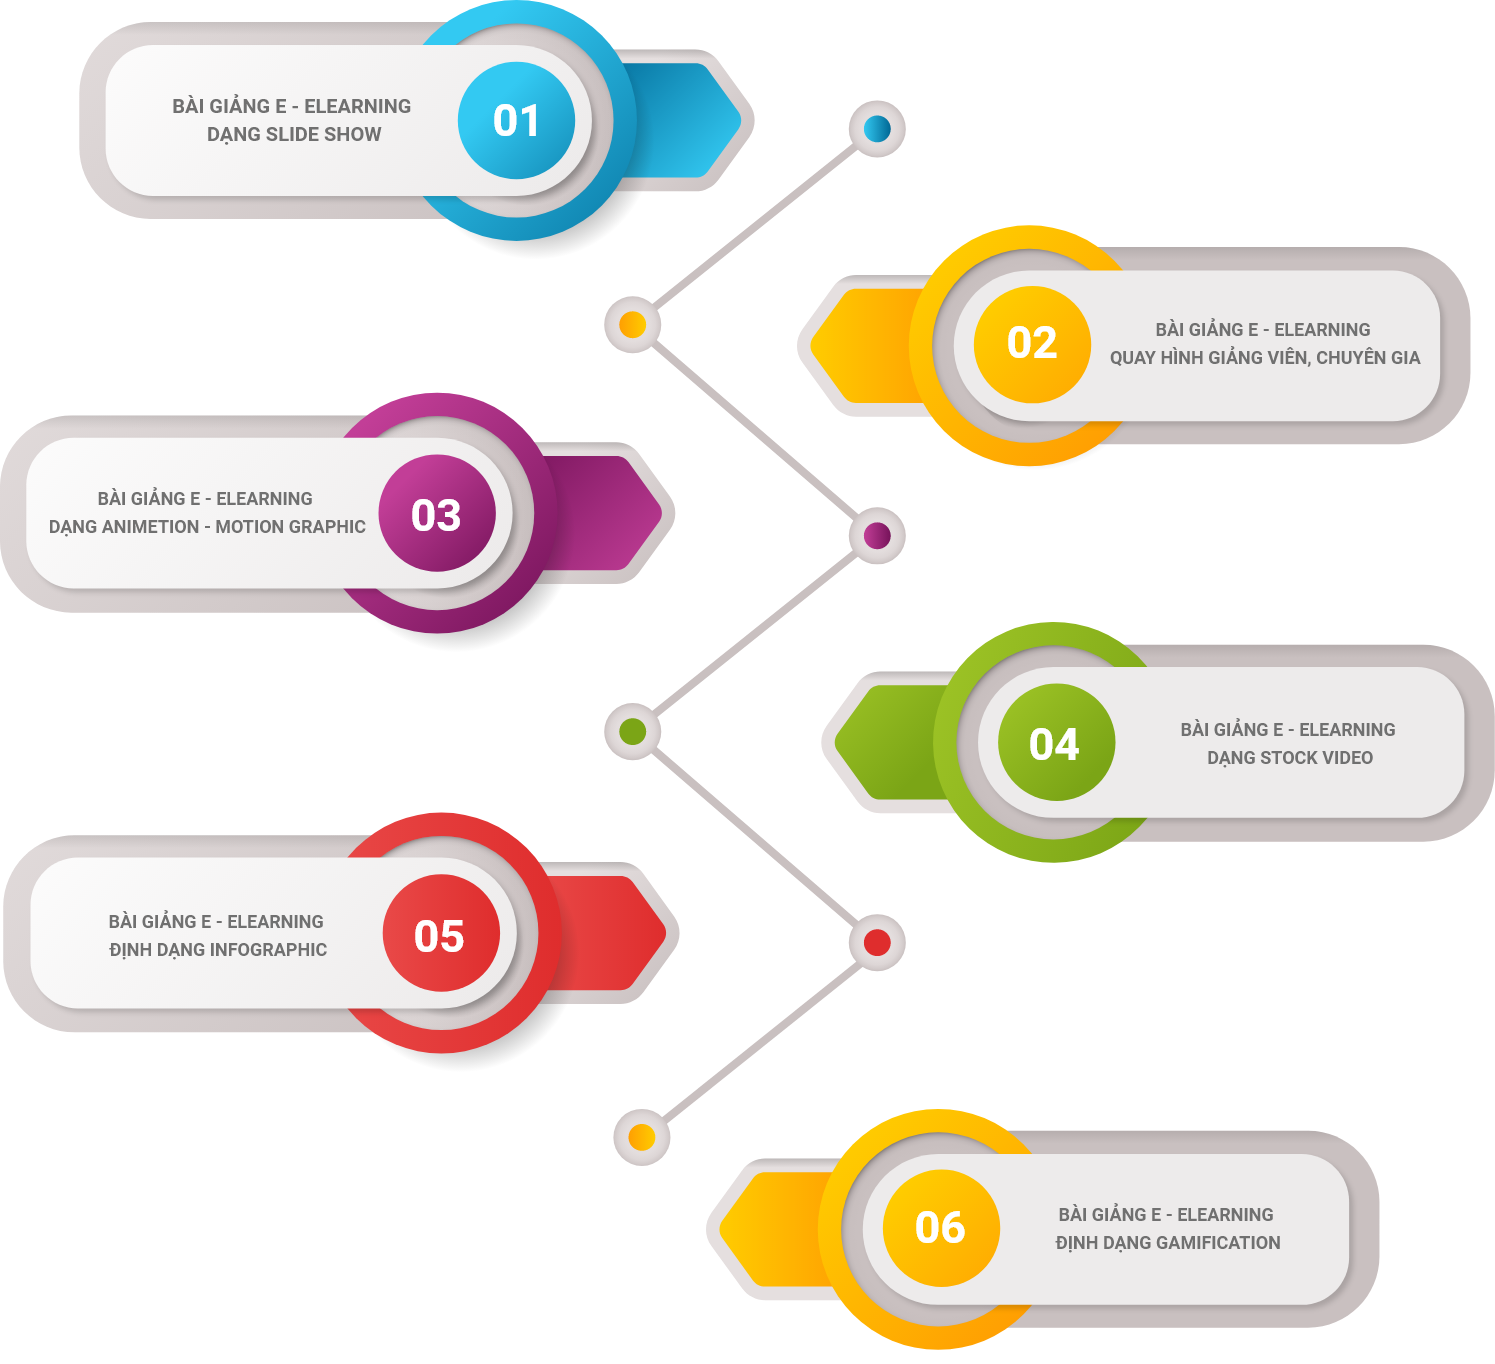 BÀI GIẢNG E - ELEARNING
DẠNG SLIDE SHOW
01
02
BÀI GIẢNG E - ELEARNING
QUAY HÌNH GIẢNG VIÊN, CHUYÊN GIA
BÀI GIẢNG E - ELEARNING
DẠNG ANIMETION - MOTION GRAPHIC
03
04
BÀI GIẢNG E - ELEARNING
DẠNG STOCK VIDEO
BÀI GIẢNG E - ELEARNING
ĐỊNH DẠNG INFOGRAPHIC
05
06
BÀI GIẢNG E - ELEARNING
ĐỊNH DẠNG GAMIFICATION